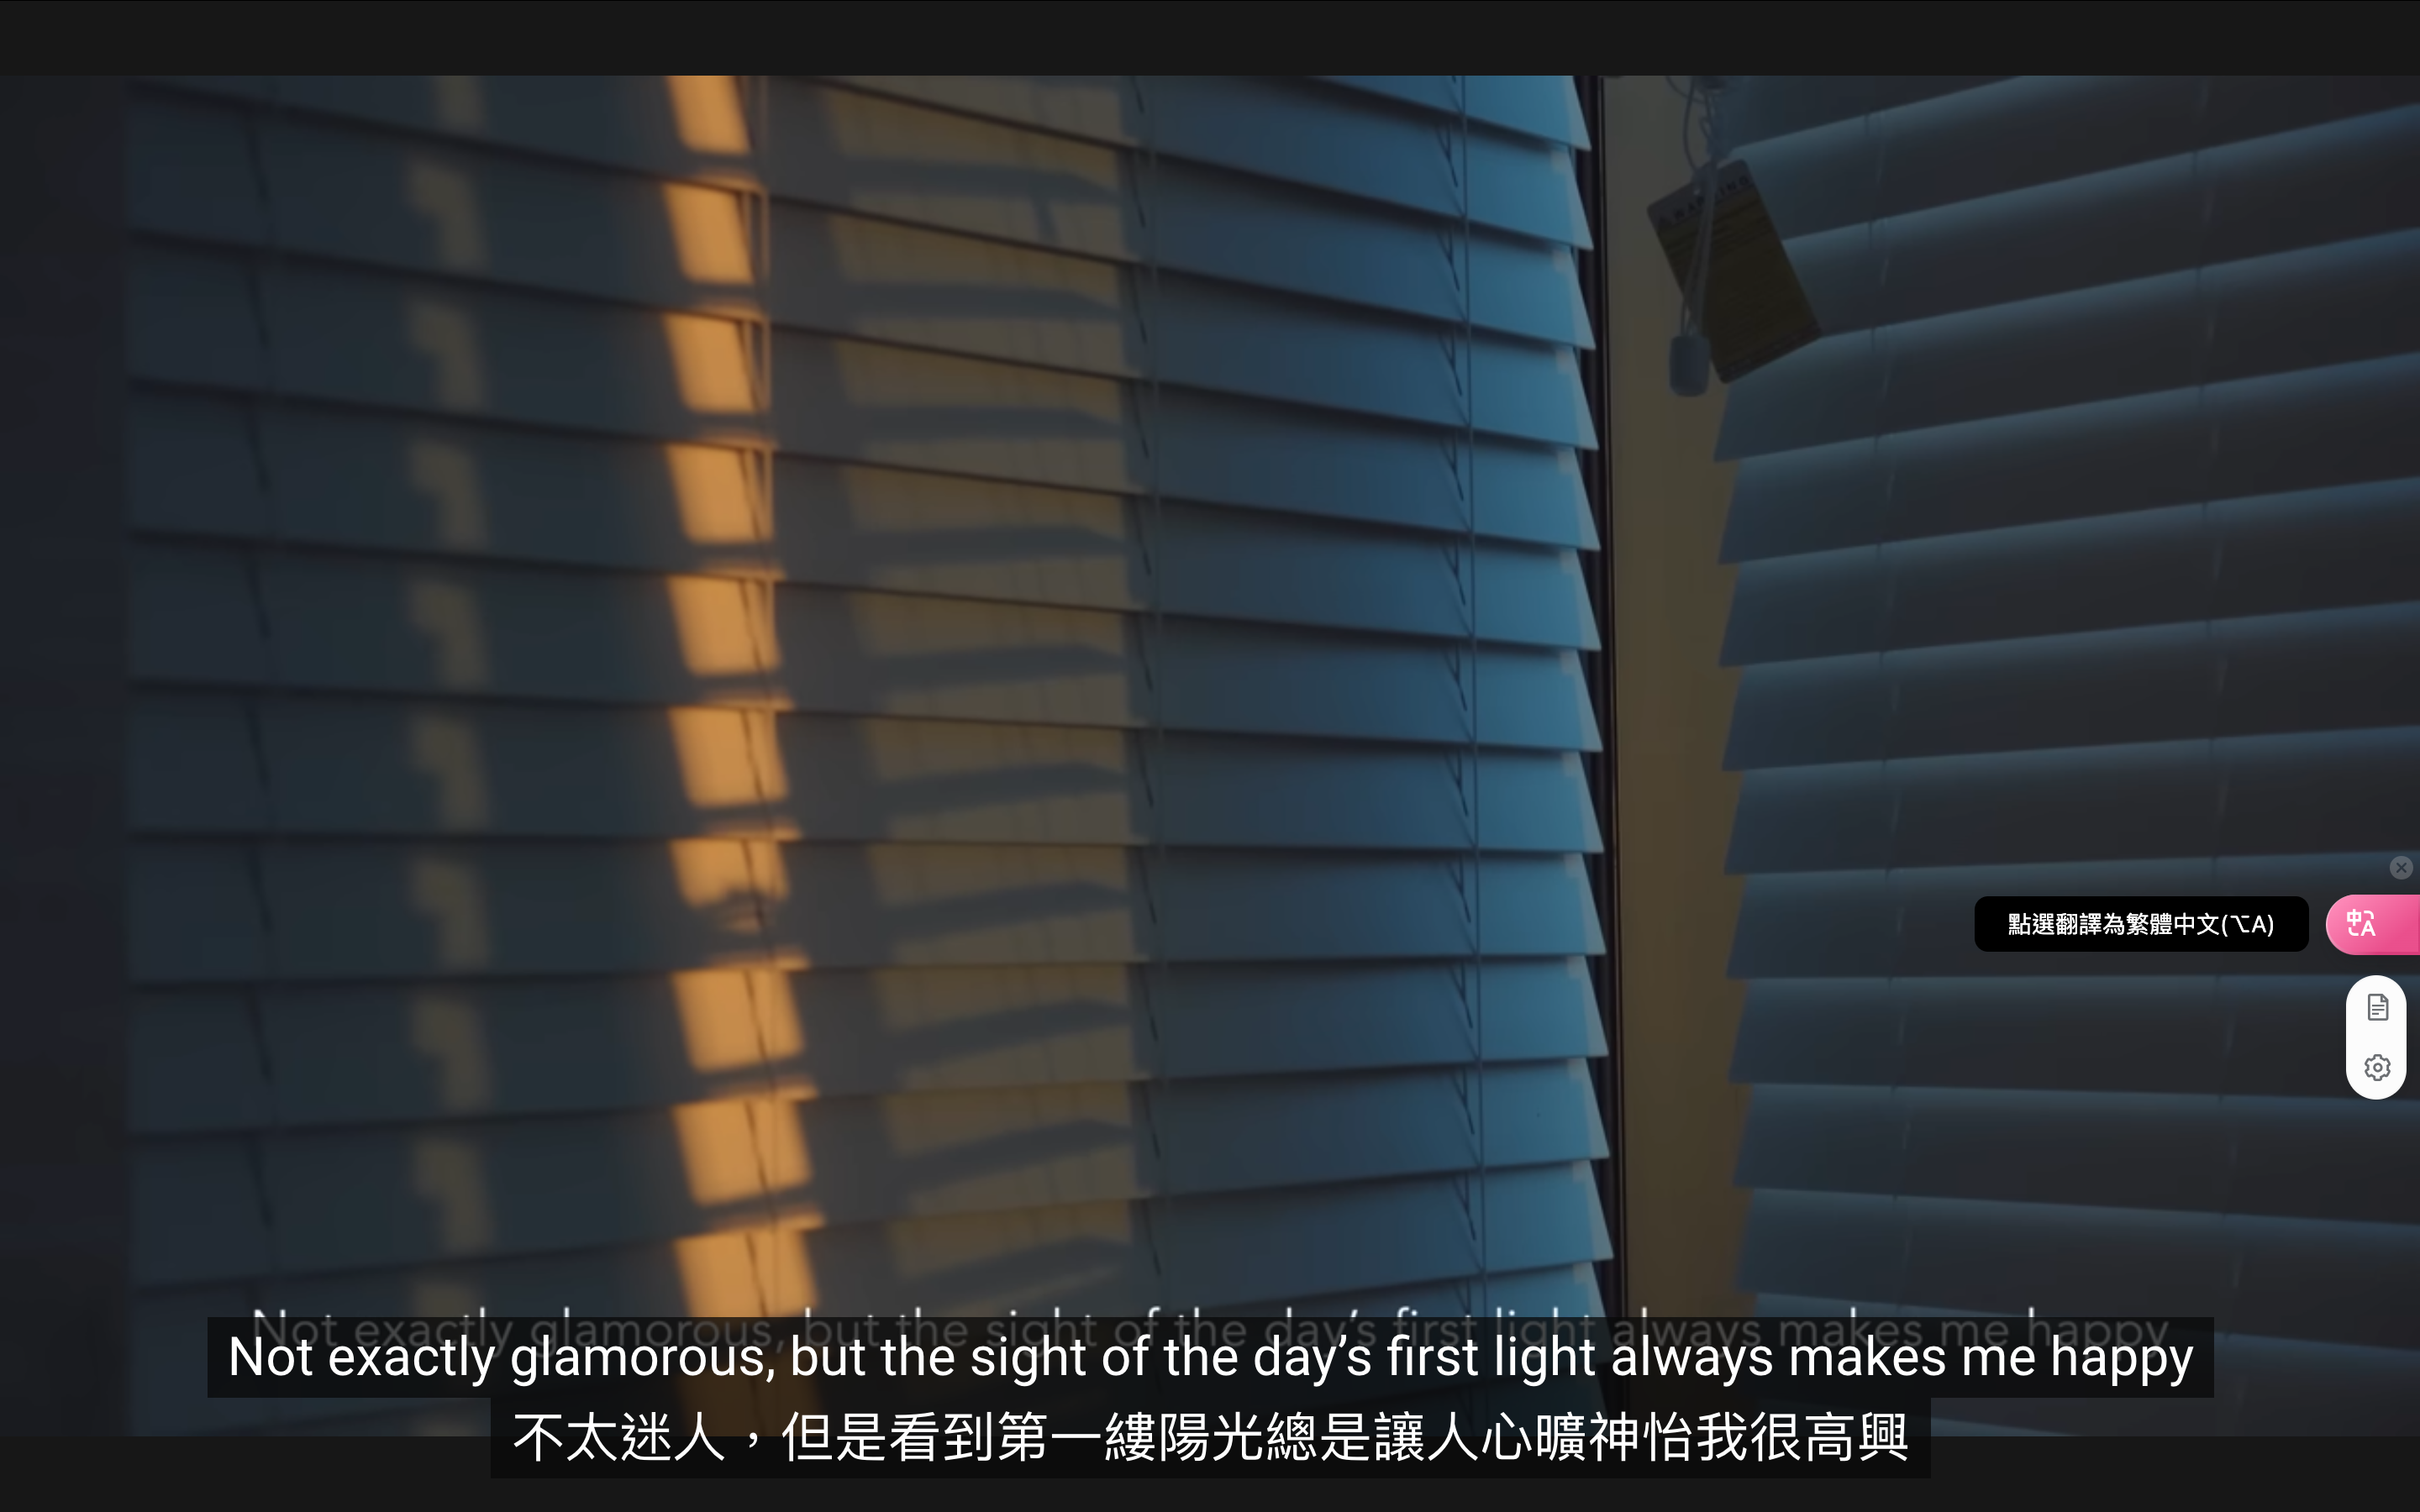 點選翻譯為繁體中文(⌥A)
Not exactly glamorous, but the sight of the day’s first light always makes me happy
Not exactly glamorous, but the sight of the day’s first light always makes me happy
不太迷人，但是看到第一縷陽光總是讓人心曠神怡我很高興